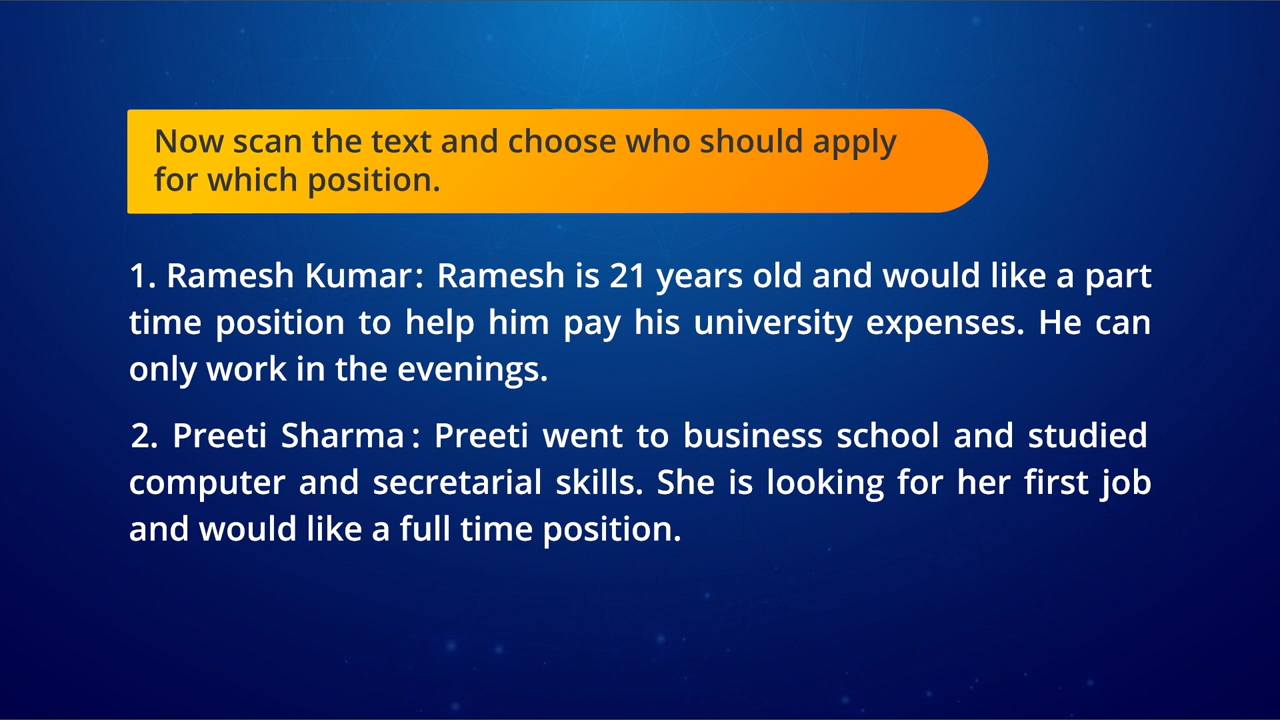 Now scan the text and choose who should apply
for which position.
1. Ramesh Kumar: Ramesh is 21 years old and would like a part
time position to help him pay his university expenses. He can
only work in the evenings.
2. Preeti Sharma: Preeti went to business school and studied
computer and secretarial skills. She is looking for her first job
and would like a full time position.